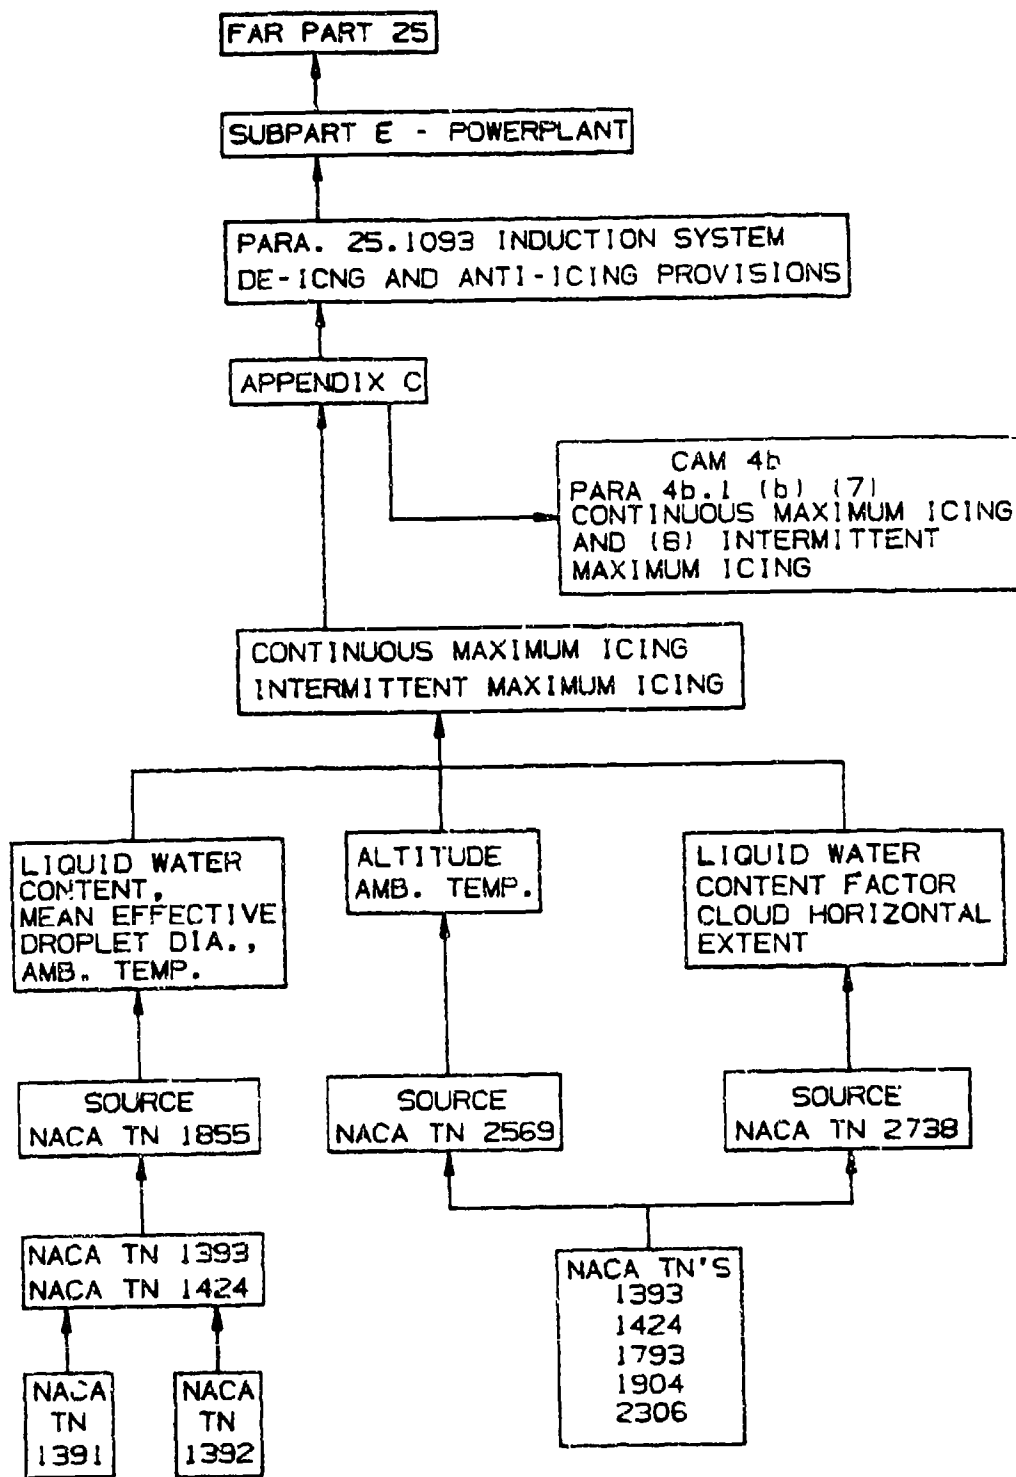 FAR PART 25
SUBPART E - POWERPLANT
PARA. 25.1093 INDUCTION SYSTEM
DE-ICNG AND ANTI-ICING PROVISIONS
APPENDIX C
CAM 4b
PARA 4b.1 (b) (7)
CONTINUOUS MAXIMUM ICING
AND (8) INTERMITTENT
MAXIMUM ICING
CONTINUOUS MAXIMUM ICING
INTERMITTENT MAXIMUM ICING
LIQUID WATER
CONTENT,
MEAN EFFECTIVE
DROPLET DIA.,
AMB. TEMP.
ALTITUDE
AMB. TEMP.
LIQUID WATER
CONTENT FACTOR
CLOUD HORIZONTAL
EXTENT
SOURCE
NACA TN 1855
SOURCE
NACA TN 2569
SOURCE
NACA TN 2738
NACA TN 1393
NACA TN 1424
NACA TN'S
1393
1424
1793
1904
2306
NACA
TN
1391
NACA
TN
1392